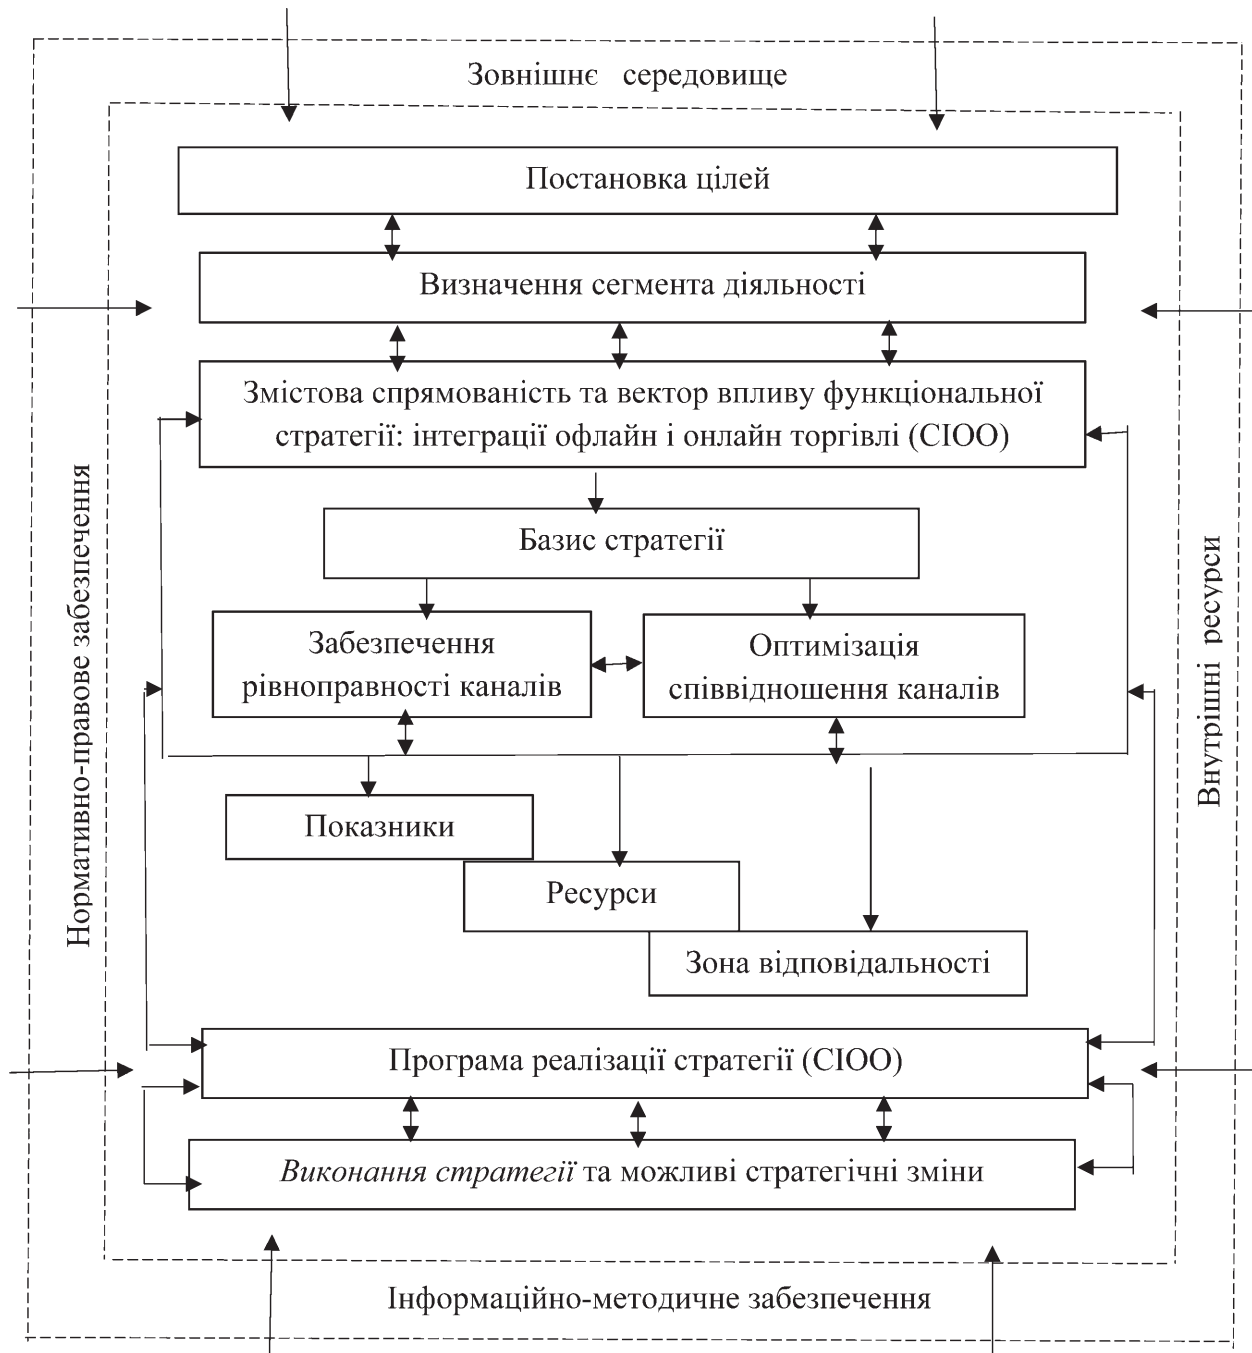 Зовнішнє середовище
Постановка цілей
Визначення сегмента діяльності
Змістова спрямованість та вектор впливу функціональної
стратегії: інтеграції офлайн і онлайн торгівлі (СІОО)
Базис стратегії
Забезпечення
рівноправності каналів
Оптимізація
співвідношення каналів
Нормативно-правове забезпечення
Внутрішні ресурси
Показники
Ресурси
Зона відповідальності
Програма реалізації стратегії (СІОО)
Виконання стратегії та можливі стратегічні зміни
Інформаційно-методичне забезпечення